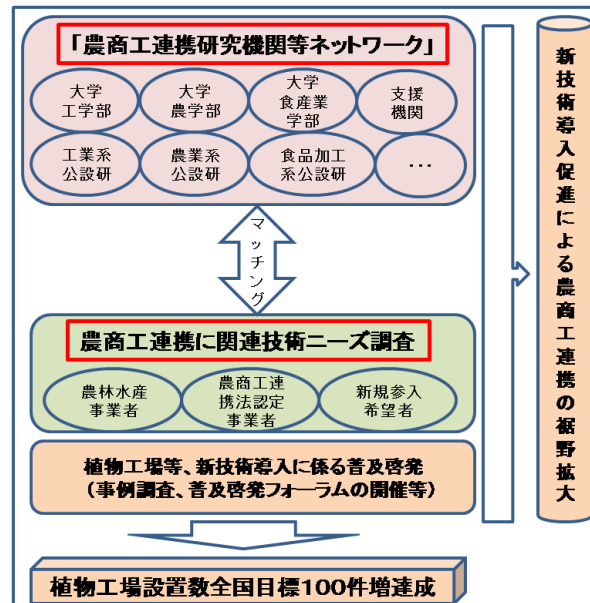 「農商工連携研究機関等ネットワーク」
大学
工学部
大学
農学部
大学
食産業
学部
支援
機関
工業系
公設研
農業系
公設研
食品加工
系公設研
・・・
マッチング
農商工連携に関連技術ニーズ調査
農林水産
事業者
農商工連
携法認定
事業者
新規参入
希望者
植物工場等、新技術導入に係る普及啓発
（事例調査、普及啓発フォーラムの開催等）
植物工場設置数全国目標100件増達成
新技術導入促進による農商工連携の裾野拡大